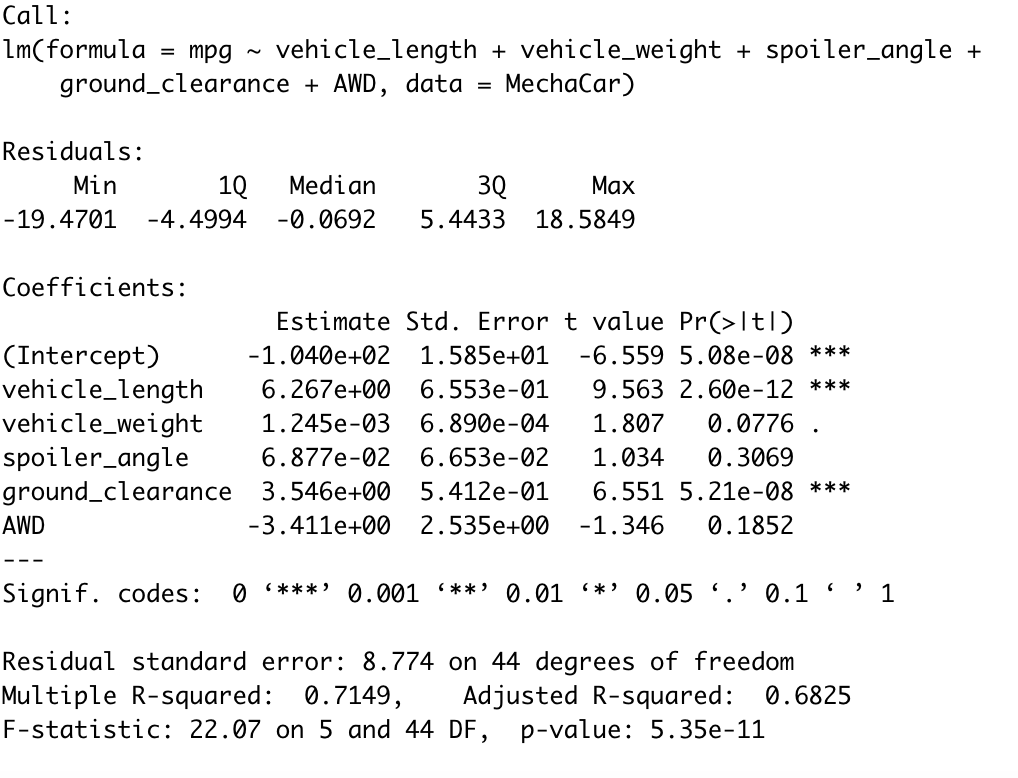 Call:
lm(formula = mpg ~ vehicle_length + vehicle_weight + spoiler_angle +
    ground_clearance + AWD, data = MechaCar)

Residuals:
     Min       1Q   Median       3Q      Max
-19.4701  -4.4994  -0.0692   5.4433  18.5849

Coefficients:
                   Estimate Std. Error t value Pr(>|t|)
(Intercept)      -1.040e+02  1.585e+01  -6.559 5.08e-08 ***
vehicle_length    6.267e+00  6.553e-01   9.563 2.60e-12 ***
vehicle_weight    1.245e-03  6.890e-04   1.807   0.0776 .
spoiler_angle     6.877e-02  6.653e-02   1.034   0.3069
ground_clearance  3.546e+00  5.412e-01   6.551 5.21e-08 ***
AWD              -3.411e+00  2.535e+00  -1.346   0.1852
---
Signif. codes:  0 ‘***’ 0.001 ‘**’ 0.01 ‘*’ 0.05 ‘.’ 0.1 ‘ ’ 1

Residual standard error: 8.774 on 44 degrees of freedom
Multiple R-squared:  0.7149,    Adjusted R-squared:  0.6825
F-statistic: 22.07 on 5 and 44 DF,  p-value: 5.35e-11